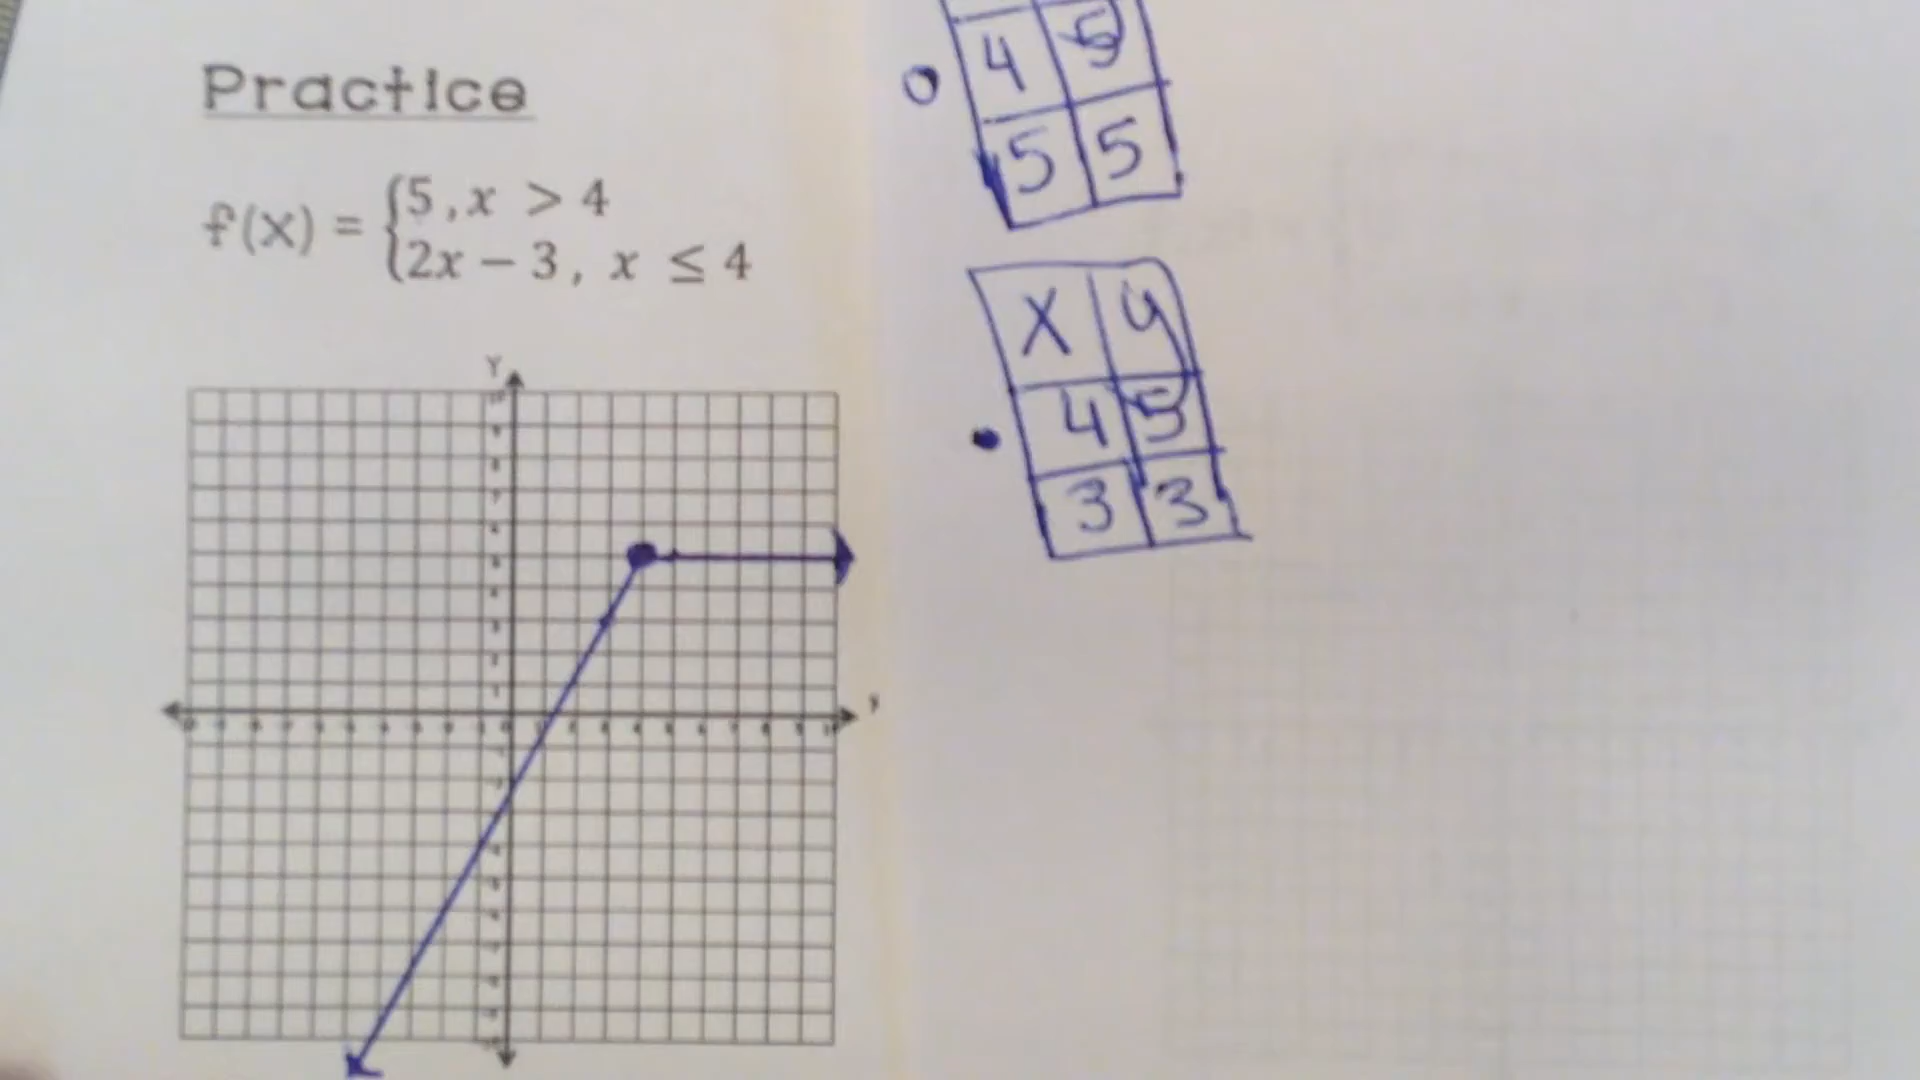 Practice
f(x) = {5, x > 4
{2x − 3, x ≤ 4
4 5
5 5
X y
4 5
3 3
Y